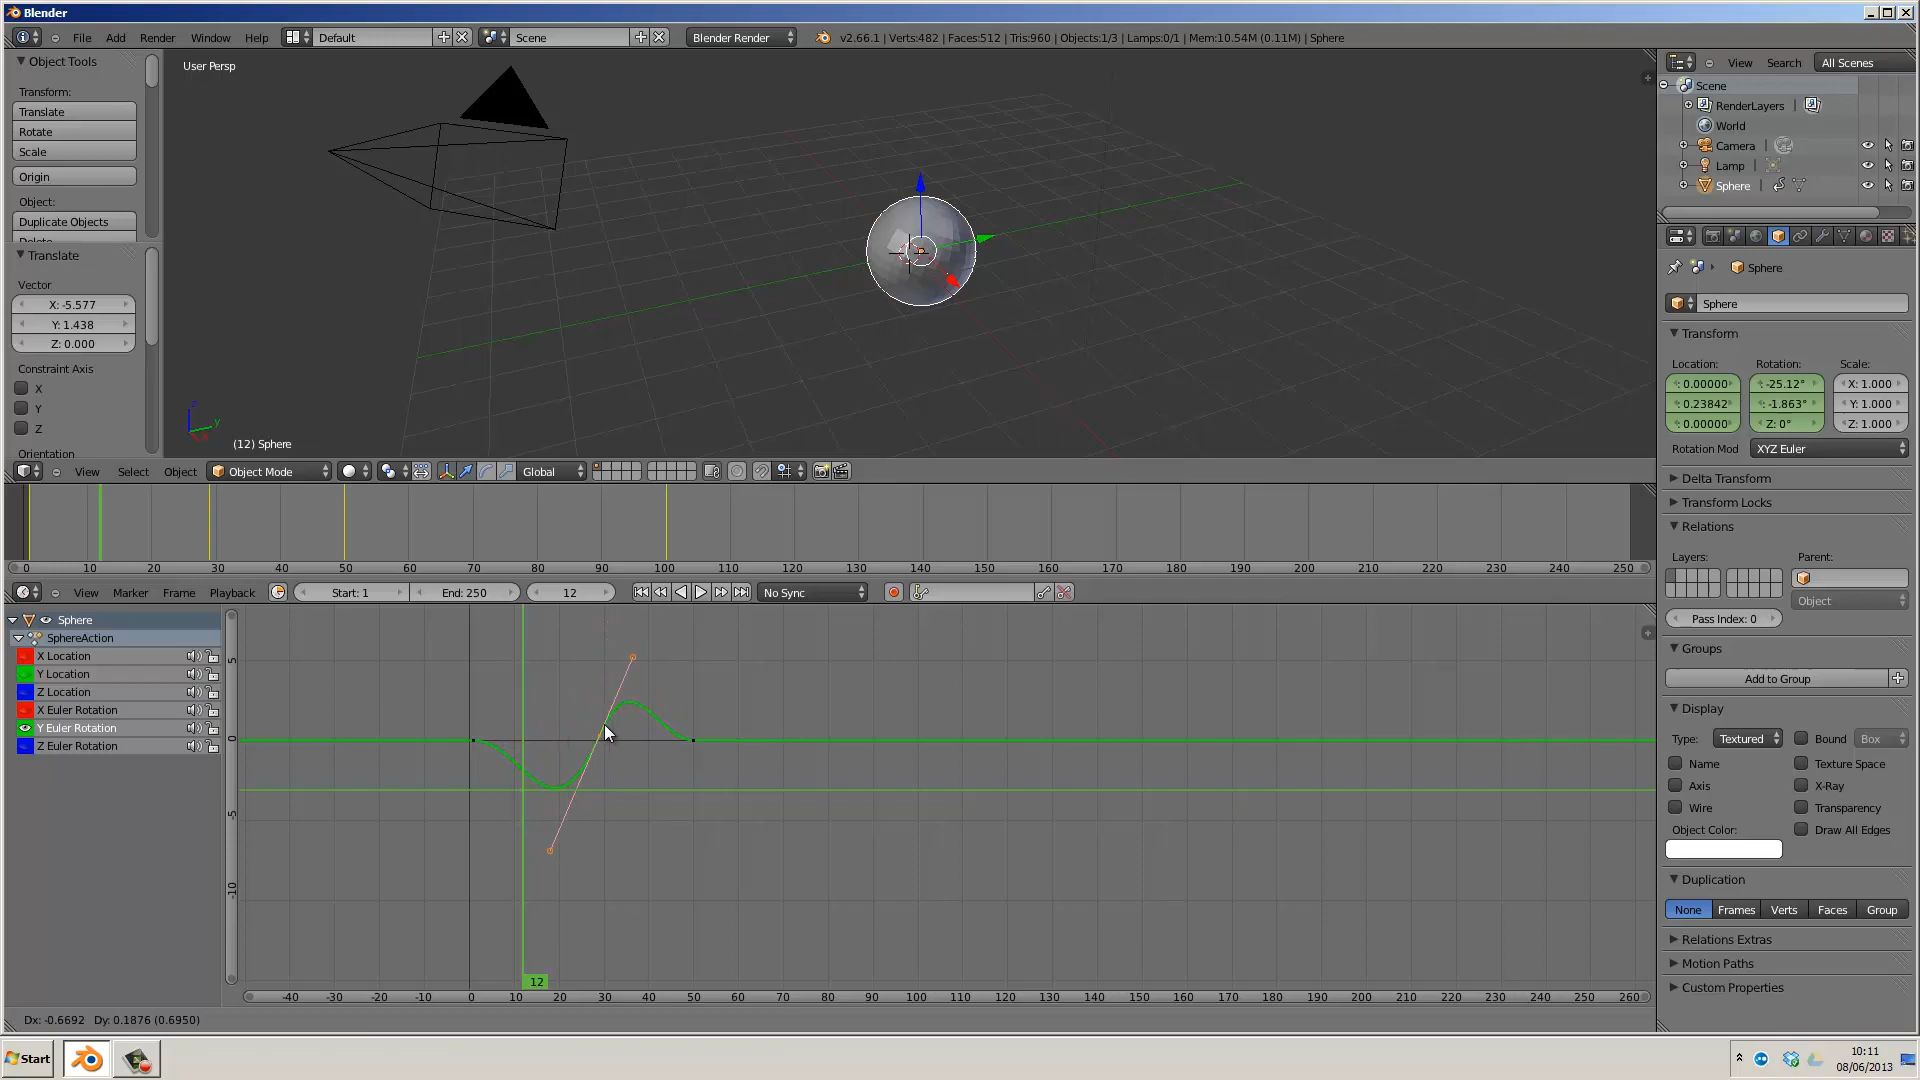 Blender
File Add Render Window Help Default Scene Blender Render v2.66.1 | Verts:482 | Faces:512 | Tris:960 | Objects:1/3 | Lamps:0/1 | Mem:10.54M (0.11M) | Sphere
Object Tools
Transform:
Translate
Rotate
Scale
Origin
Object:
Duplicate Objects
Translate
Vector
X: -5.577
Y: 1.438
Z: 0.000
Constraint Axis
X
Y
Z
Orientation
User Persp
z
y
(12) Sphere
View Select Object Object Mode Global
0 10 20 30 40 50 60 70 80 90 100 110 120 130 140 150 160 170 180 190 200 210 220 230 240 250
View Marker Frame Playback Start: 1 End: 250 12 No Sync
Sphere
SphereAction
X Location
Y Location
Z Location
X Euler Rotation
Y Euler Rotation
Z Euler Rotation
5
0
-5
-10
12
-40 -30 -20 -10 0 10 20 30 40 50 60 70 80 90 100 110 120 130 140 150 160 170 180 190 200 210 220 230 240 250 260
Dx: -0.6692 Dy: 0.1876 (0.6950)
View Search All Scenes
Scene
RenderLayers
World
Camera
Lamp
Sphere
Sphere
Sphere
Transform
Location: Rotation: Scale:
: 0.00000 : -25.12° X: 1.000
: 0.23842 : -1.863° Y: 1.000
: 0.00000 Z: 0° Z: 1.000
Rotation Mod XYZ Euler
Delta Transform
Transform Locks
Relations
Layers: Parent:
Object
Pass Index: 0
Groups
Add to Group
Display
Type: Textured Bound Box
Name Texture Space
Axis X-Ray
Wire Transparency
Object Color: Draw All Edges
Duplication
None Frames Verts Faces Group
Relations Extras
Motion Paths
Custom Properties
Start
10:11
08/06/2013